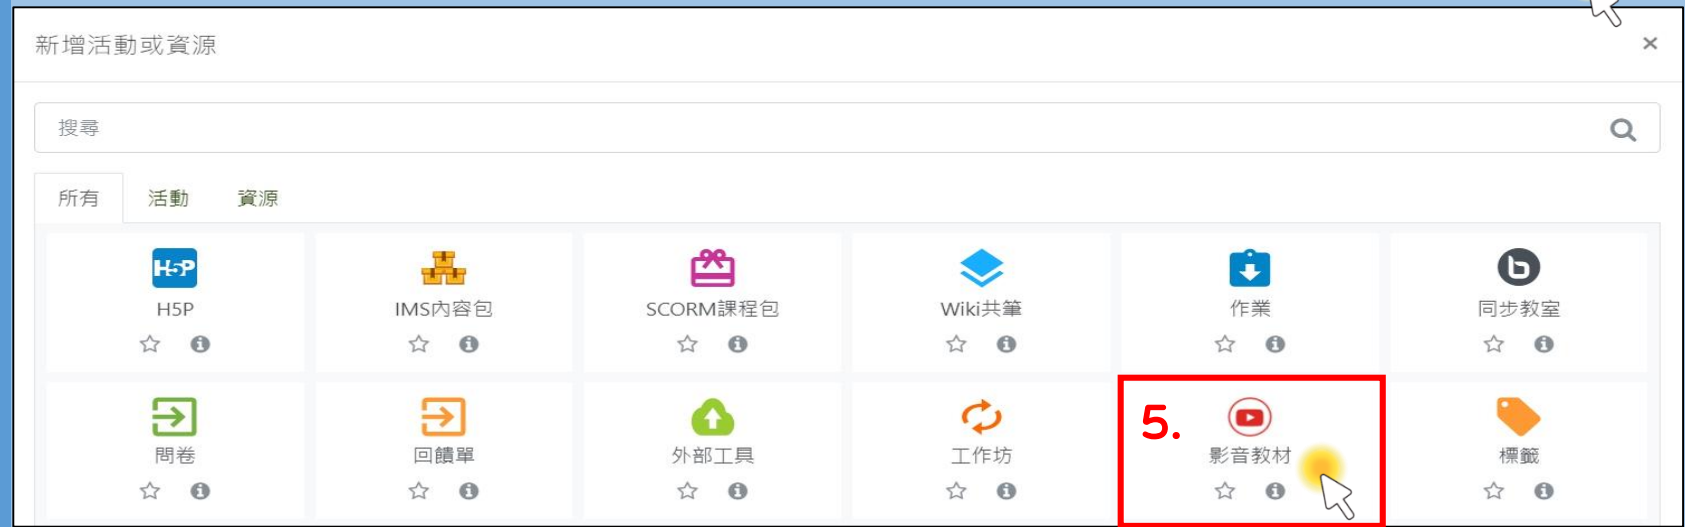 新增活動或資源
×
搜尋
所有 活動 資源
H5P
H5P IMS內容包 SCORM課程包 Wiki共筆 作業 同步教室
5.
問卷 回饋單 外部工具 工作坊 影音教材 標籤